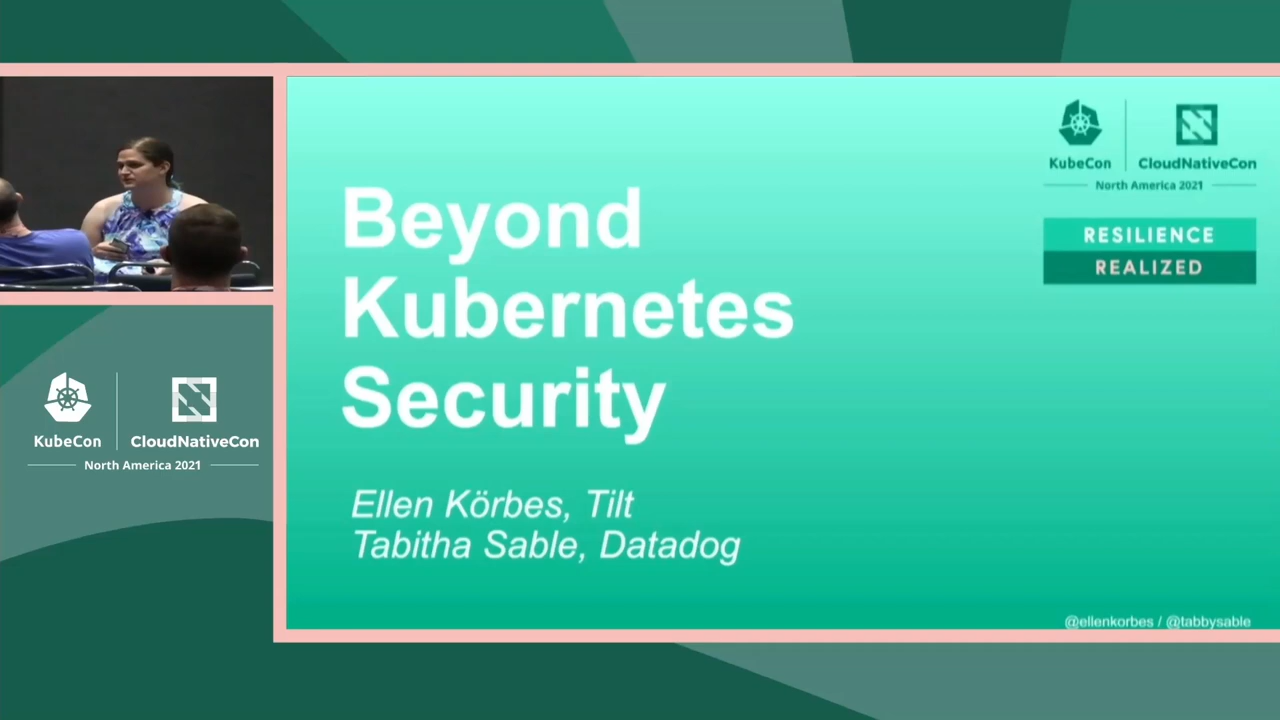 Beyond
Kubernetes
Security
Ellen Körbes, Tilt
Tabitha Sable, Datadog
KubeCon
CloudNativeCon
North America 2021
RESILIENCE
REALIZED
@ellenkorbes / @tabbysable
KubeCon
CloudNativeCon
North America 2021